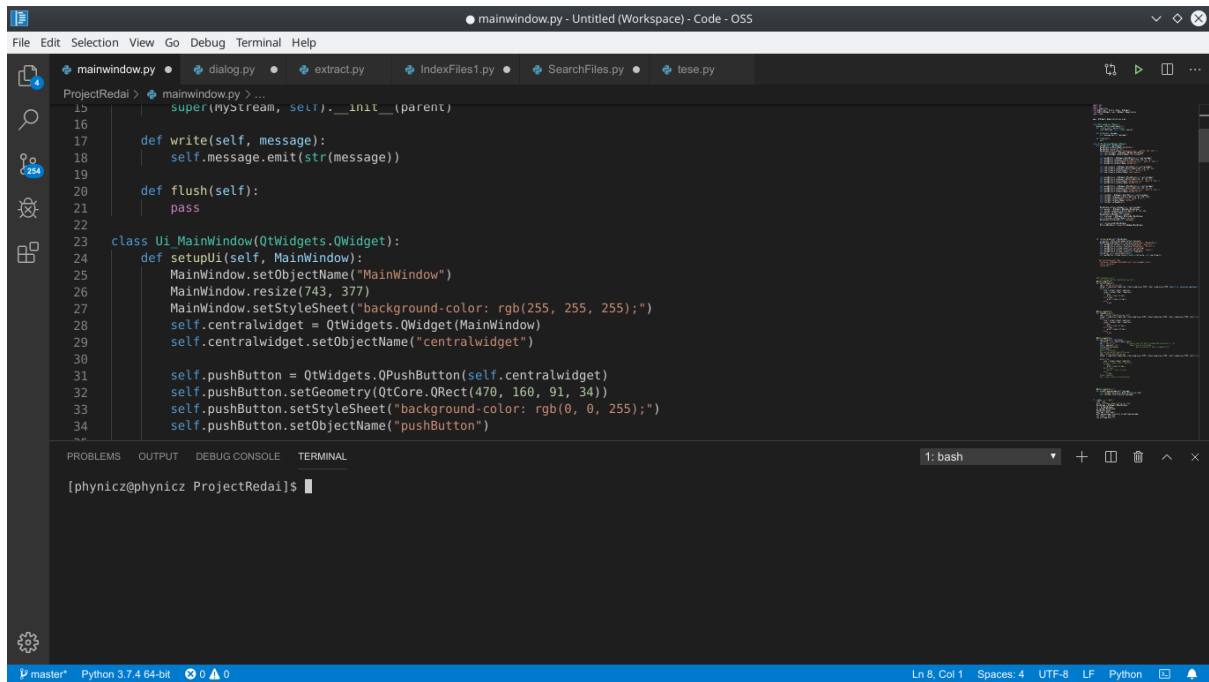 ● mainwindow.py - Untitled (Workspace) - Code - OSS
File Edit Selection View Go Debug Terminal Help
mainwindow.py ● dialog.py ● extract.py IndexFiles1.py ● SearchFiles.py ● tese.py
ProjectRedai > mainwindow.py > ...
15 super(MyStream, self).__init__(parent)
16
17 def write(self, message):
18 self.message.emit(str(message))
19
20 def flush(self):
21 pass
22
23 class Ui_MainWindow(QtWidgets.QWidget):
24 def setupUi(self, MainWindow):
25 MainWindow.setObjectName("MainWindow")
26 MainWindow.resize(743, 377)
27 MainWindow.setStyleSheet("background-color: rgb(255, 255, 255);")
28 self.centralwidget = QtWidgets.QWidget(MainWindow)
29 self.centralwidget.setObjectName("centralwidget")
30
31 self.pushButton = QtWidgets.QPushButton(self.centralwidget)
32 self.pushButton.setGeometry(QtCore.QRect(470, 160, 91, 34))
33 self.pushButton.setStyleSheet("background-color: rgb(0, 0, 255);")
34 self.pushButton.setObjectName("pushButton")
4
254
PROBLEMS OUTPUT DEBUG CONSOLE TERMINAL 1: bash
[phynicz@phynicz ProjectRedai]$
master* Python 3.7.4 64-bit 0 0 Ln 8, Col 1 Spaces: 4 UTF-8 LF Python